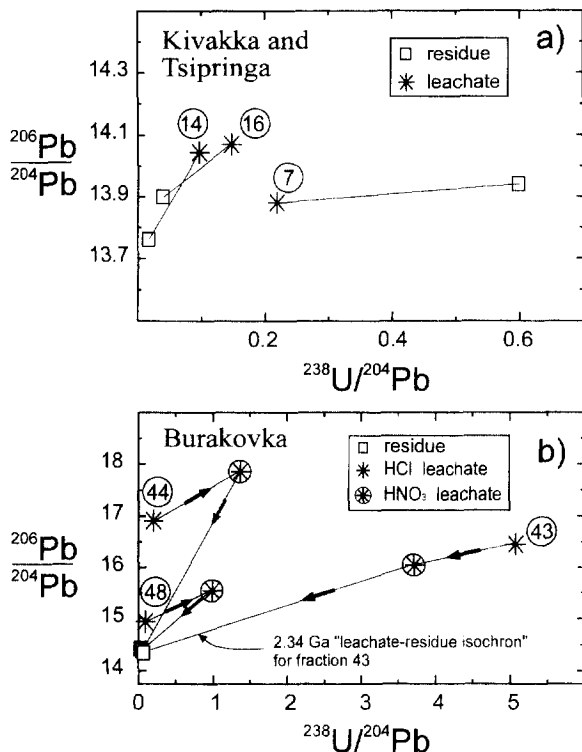 Kivakka and
Tsipringa
a)
residue
leachate
14.3
14.1
13.9
13.7
²⁰⁶Pb
²⁰⁴Pb
14
16
7
0.2
0.4
0.6
²³⁸U/²⁰⁴Pb
Burakovka
b)
residue
HCl leachate
HNO₃ leachate
18
17
16
15
14
²⁰⁶Pb
²⁰⁴Pb
44
48
43
2.34 Ga "leachate-residue isochron"
for fraction 43
0
1
2
3
4
5
²³⁸U/²⁰⁴Pb